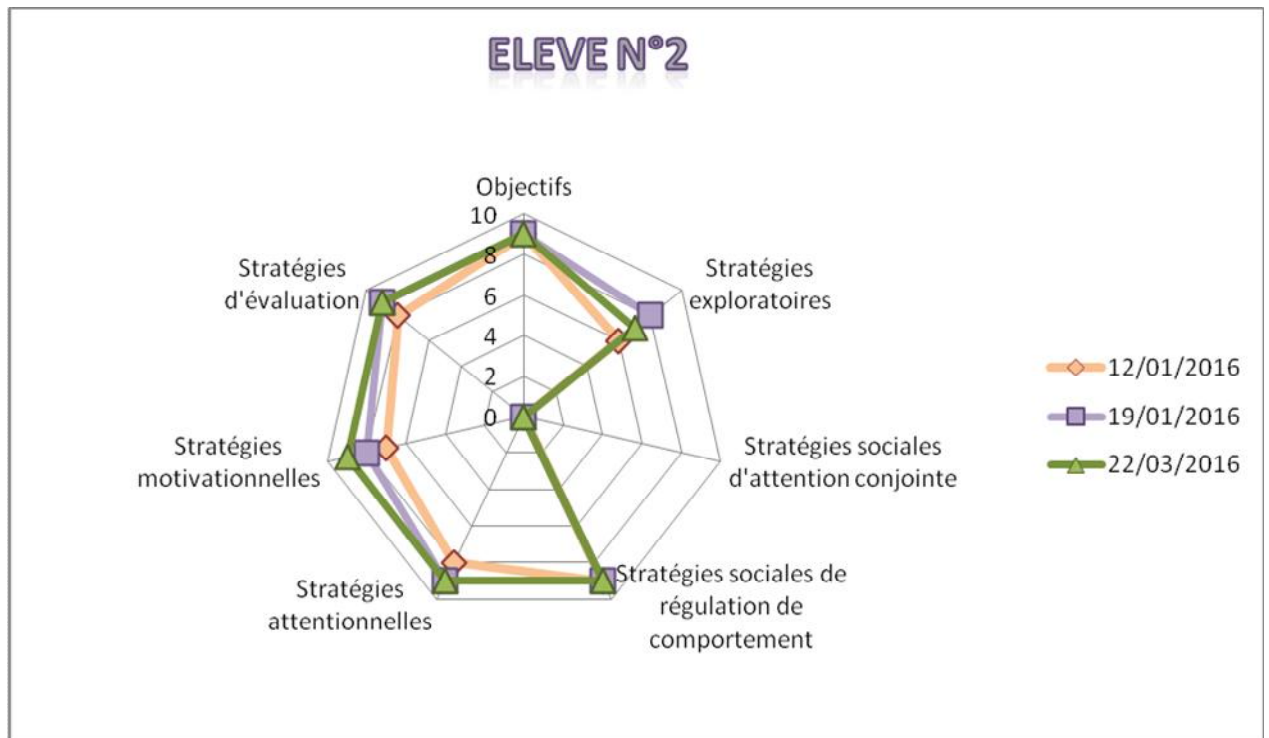 ELEVE N°2
Objectifs
10
8
6
4
2
0
Stratégies
exploratoires
Stratégies sociales
d'attention conjointe
Stratégies sociales de
régulation de
comportement
Stratégies
attentionnelles
Stratégies
motivationnelles
Stratégies
d'évaluation
12/01/2016
19/01/2016
22/03/2016